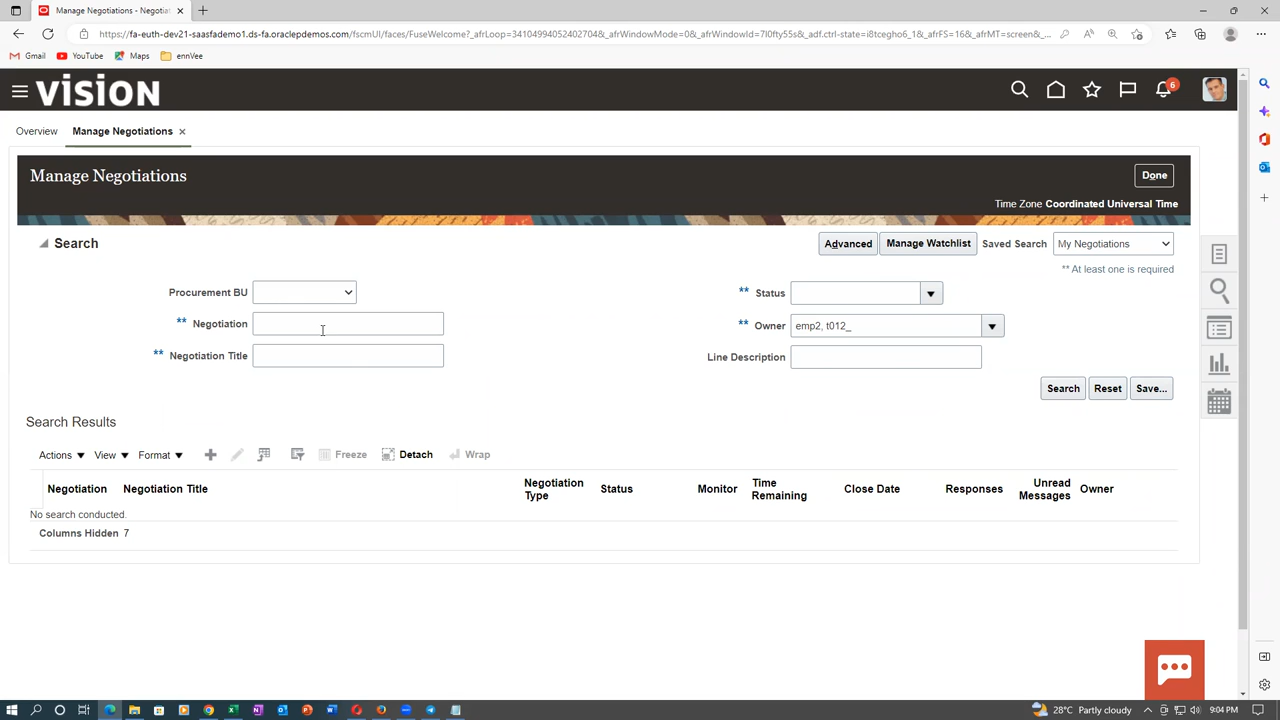 Manage Negotiations - Negotiat
https://fa-euth-dev21-saasfademo1.ds-fa.oraclepdemos.com/fscmUI/faces/FuseWelcome?_afrLoop=341049940524027​04&_afrWindowMode=0&_afrWindowId=7l0fty55s&_adf.ctrl-state=i8tcegho6_1&_afrFS=16&_afrMT=screen&_...
Gmail YouTube Maps ennVee
VISION
6
Overview Manage Negotiations
Manage Negotiations
Done
Time Zone Coordinated Universal Time
Search
Advanced Manage Watchlist Saved Search My Negotiations
** At least one is required
Procurement BU
** Status
** Negotiation
** Owner emp2, t012_
** Negotiation Title
Line Description
Search Reset Save...
Search Results
Actions View Format Freeze Detach Wrap
Negotiation Negotiation Title Negotiation Type Status Monitor Time Remaining Close Date Responses Unread Messages Owner
No search conducted.
Columns Hidden 7
28°C Partly cloudy 9:04 PM